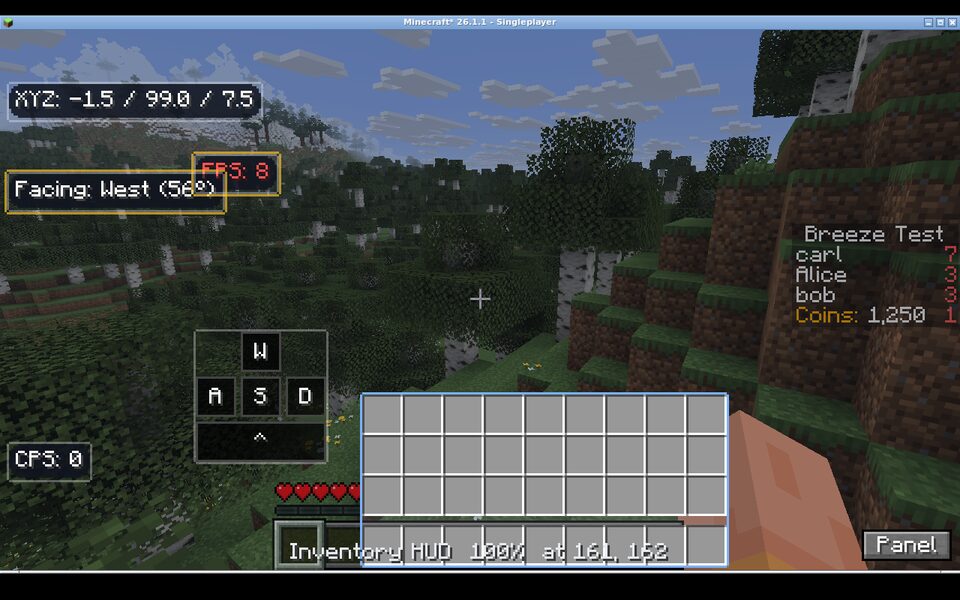 Minecraft* 26.1.1 - Singleplayer
XYZ: -1.5 / 99.0 / 7.5
FPS: 8
Facing: West (56°)
Breeze Test
carl 7
Alice 3
bob 3
Coins: 1,250 1
W
A S D
^
CPS: 0
Inventory HUD 100% at 161, 162
Panel